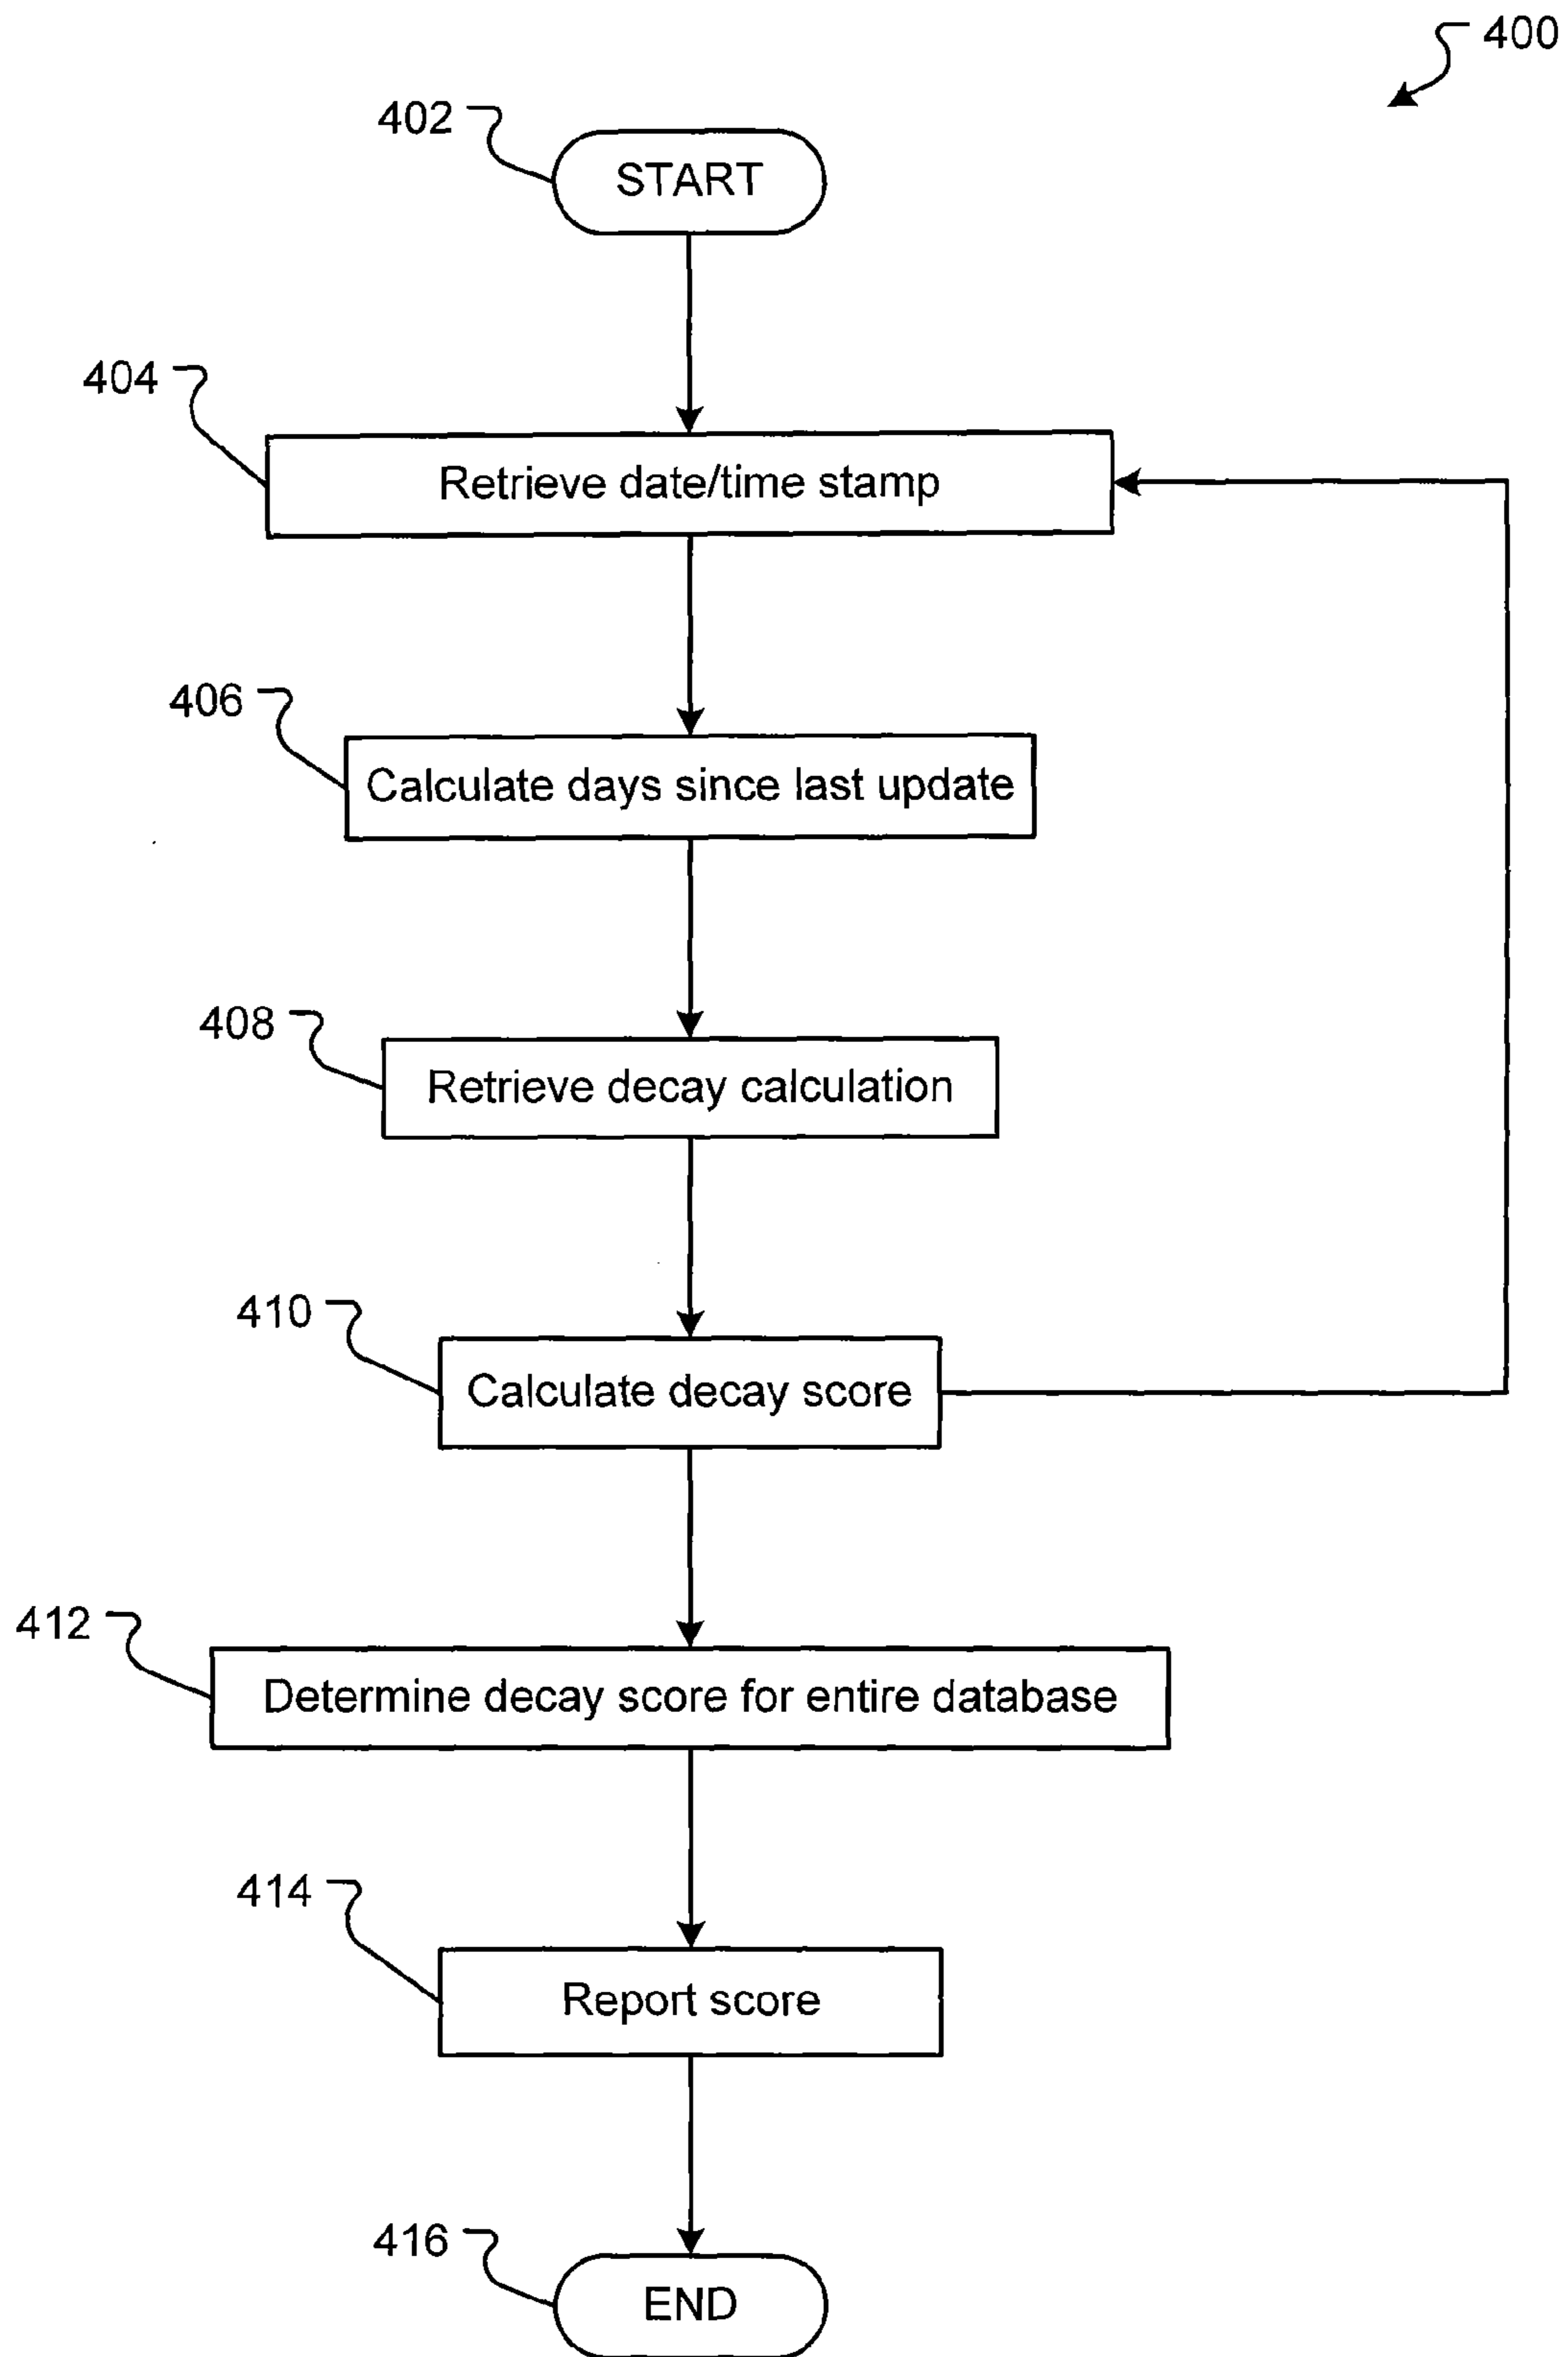 400
402
START
404
Retrieve date/time stamp
406
Calculate days since last update
408
Retrieve decay calculation
410
Calculate decay score
412
Determine decay score for entire database
414
Report score
416
END